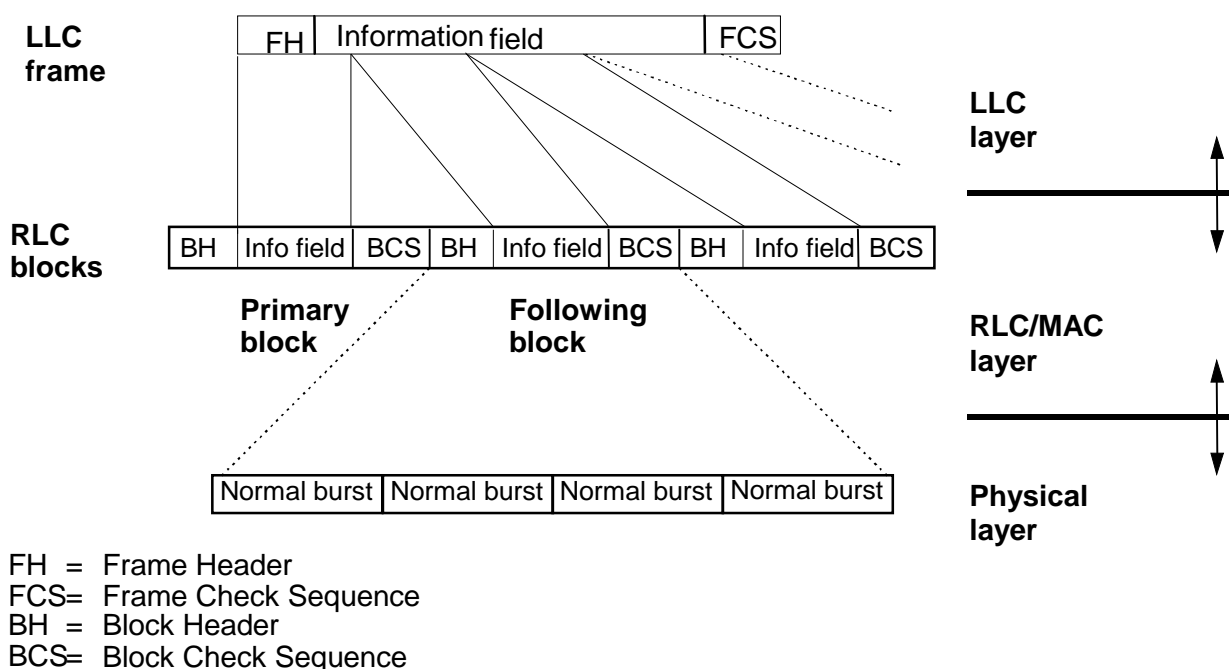 LLC
frame
FH
Information field
FCS
LLC
layer
RLC
blocks
BH
Info field
BCS
BH
Info field
BCS
BH
Info field
BCS
Primary
block
Following
block
RLC/MAC
layer
Normal burst
Normal burst
Normal burst
Normal burst
Physical
layer
FH = Frame Header
FCS= Frame Check Sequence
BH = Block Header
BCS= Block Check Sequence